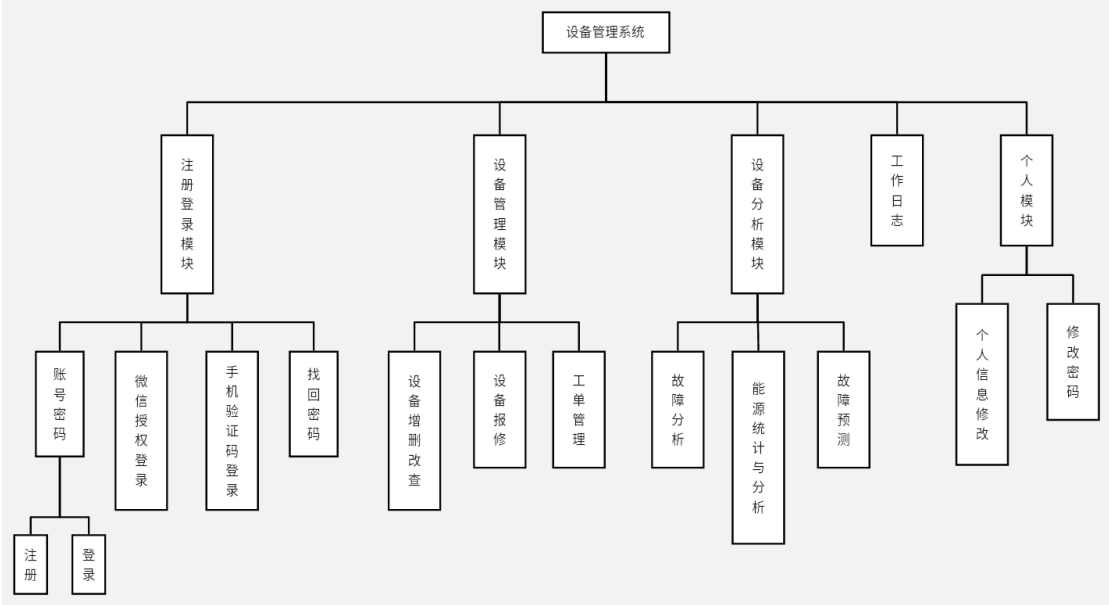 设备管理系统
注册登录模块
设备管理模块
设备分析模块
工作日志
个人模块
账号密码
微信授权登录
手机验证码登录
找回密码
设备增删改查
设备报修
工单管理
故障分析
能源统计与分析
故障预测
个人信息修改
修改密码
注册
登录